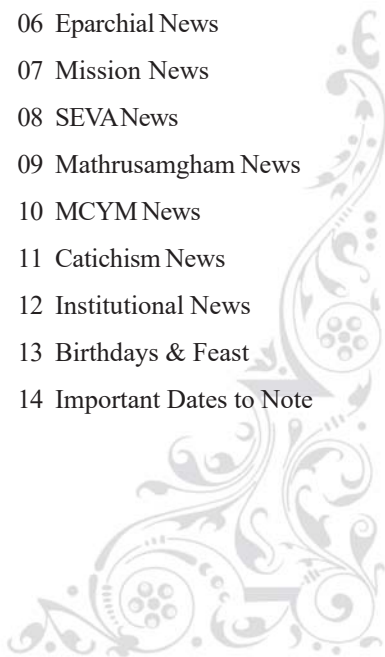 06 Eparchial News
07 Mission News
08 SEVA News
09 Mathrusamgham News
10 MCYM News
11 Catichism News
12 Institutional News
13 Birthdays & Feast
14 Important Dates to Note